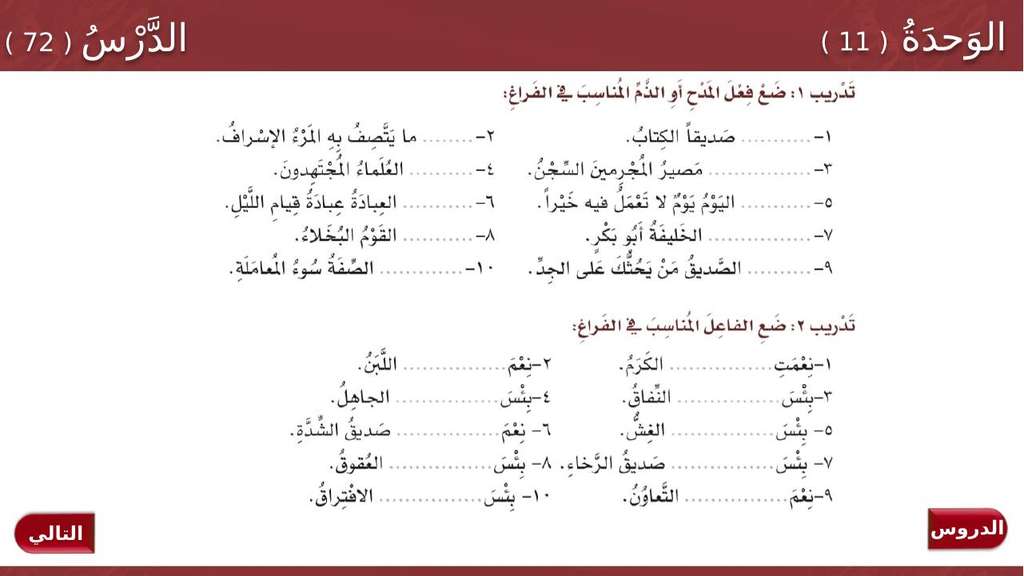 الوَحدَةُ ( 11 )
الدَّرْسُ ( 72 )
تَدْريب ١: ضَعْ فِعْلَ المَدْحِ أَوِ الذَّمِّ المُناسِبَ في الفَراغِ:
١- ........... صَديقاً الكِتابُ.
٢- ........ ما يَتَّصِفُ بِهِ المَرْءُ الإسْرافُ.
٣- ................ مَصيرُ المُجْرِمينَ السِّجْنُ.
٤- .......... العُلَماءُ المُجْتَهِدونَ.
٥- ........... اليَوْمُ يَوْمٌ لا تَعْمَلُ فيه خَيْراً.
٦- ........... العِبادَةُ عِبادَةُ قِيامِ اللَّيْلِ.
٧- ................ الخَليفَةُ أَبُو بَكْرٍ.
٨- ........... القَوْمُ البُخَلاءُ.
٩- .......... الصَّديقُ مَنْ يَحُثُّكَ عَلى الجِدِّ.
١٠- ............. الصِّفَةُ سُوءُ المُعامَلَةِ.
تَدْريب ٢: ضَعِ الفاعِلَ المُناسِبَ في الفَراغِ:
١-نِعْمَتِ ................ الكَرَمُ.
٢-نِعْمَ ................ اللَّبَنُ.
٣-بِئْسَ ................ النِّفاقُ.
٤-بِئْسَ ................ الجاهِلُ.
٥- بِئْسَ ................ الغِشُّ.
٦- نِعْمَ ................ صَديقُ الشِّدَّةِ.
٧- بِئْسَ ................ صَديقُ الرَّخاءِ.
٨- بِئْسَ ................ العُقوقُ.
٩-نِعْمَ ................ التَّعاوُنُ.
١٠- بِئْسَ ................ الافْتِراقُ.
الدروس
التالي